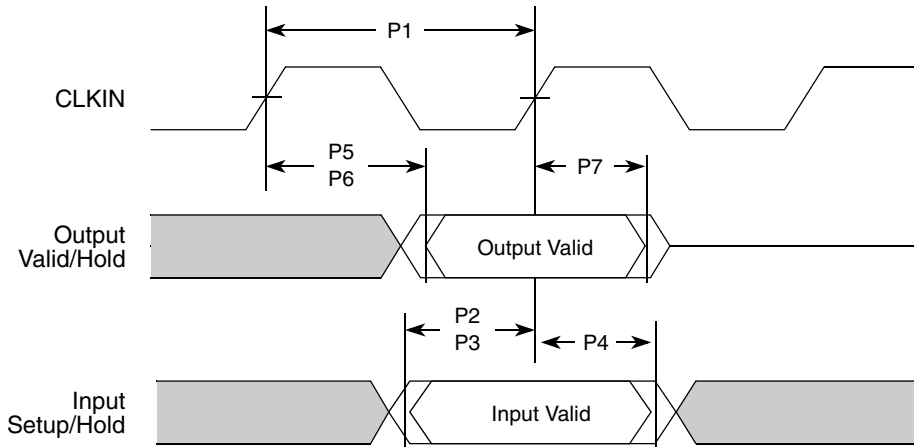 P1
CLKIN
P5
P6
P7
Output
Valid/Hold
Output Valid
P2
P3
P4
Input
Setup/Hold
Input Valid